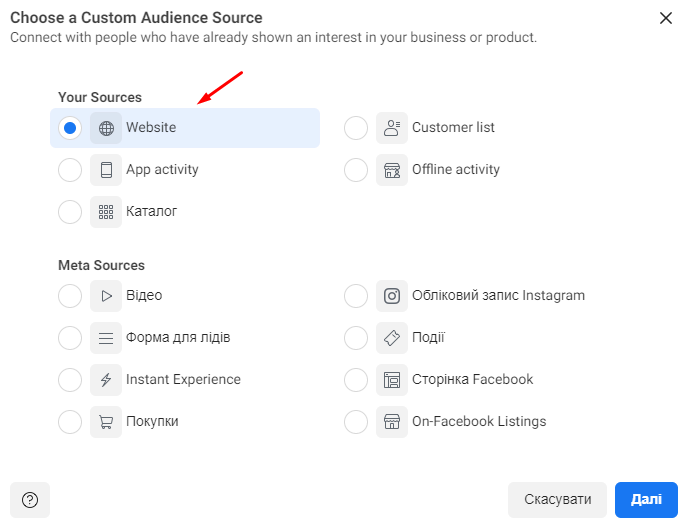 Choose a Custom Audience Source
Connect with people who have already shown an interest in your business or product.
Your Sources
Website
Customer list
App activity
Offline activity
Каталог
Meta Sources
Відео
Обліковий запис Instagram
Форма для лідів
Події
Instant Experience
Сторінка Facebook
Покупки
On-Facebook Listings
Скасувати
Далі